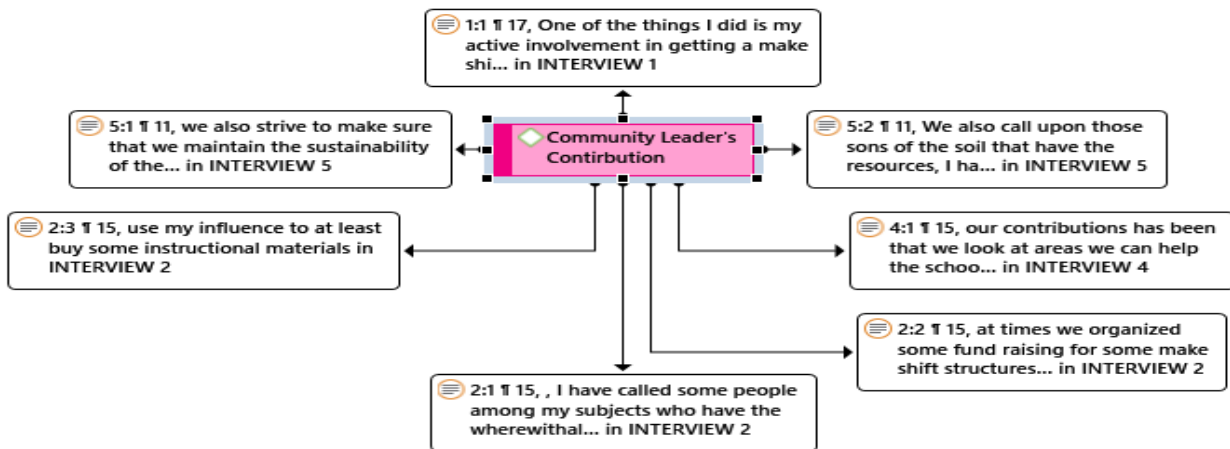 1:1 ¶ 17, One of the things I did is my
active involvement in getting a make
shi... in INTERVIEW 1
5:1 ¶ 11, we also strive to make sure
that we maintain the sustainability
of the... in INTERVIEW 5
Community Leader's
Contirbution
5:2 ¶ 11, We also call upon those
sons of the soil that have the
resources, I ha... in INTERVIEW 5
2:3 ¶ 15, use my influence to at least
buy some instructional materials in
INTERVIEW 2
4:1 ¶ 15, our contributions has been
that we look at areas we can help
the schoo... in INTERVIEW 4
2:2 ¶ 15, at times we organized
some fund raising for some make
shift structures... in INTERVIEW 2
2:1 ¶ 15, , I have called some people
among my subjects who have the
wherewithal... in INTERVIEW 2